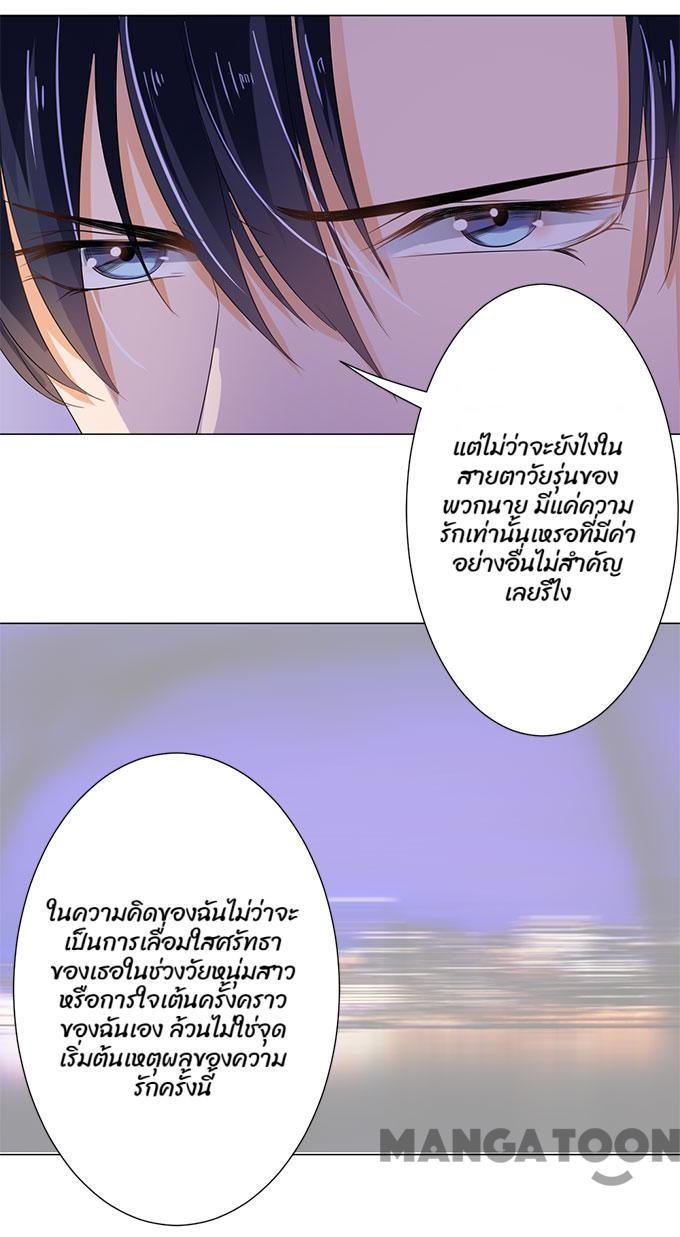 แต่ไม่ว่าจะยังไงใน
สายตาวัยรุ่นของ
พวกนาย มีแค่ความ
รักเท่านั้นเหรอที่มีค่า
อย่างอื่นไม่สำคัญ
เลยรึไง
ในความคิดของฉันไม่ว่าจะ
เป็นการเลื่อมใสศรัทธา
ของเธอในช่วงวัยหนุ่มสาว
หรือการใจเต้นครั้งคราว
ของฉันเอง ล้วนไม่ใช่จุด
เริ่มต้นเหตุผลของความ
รักครั้งนี้
MANGATOON